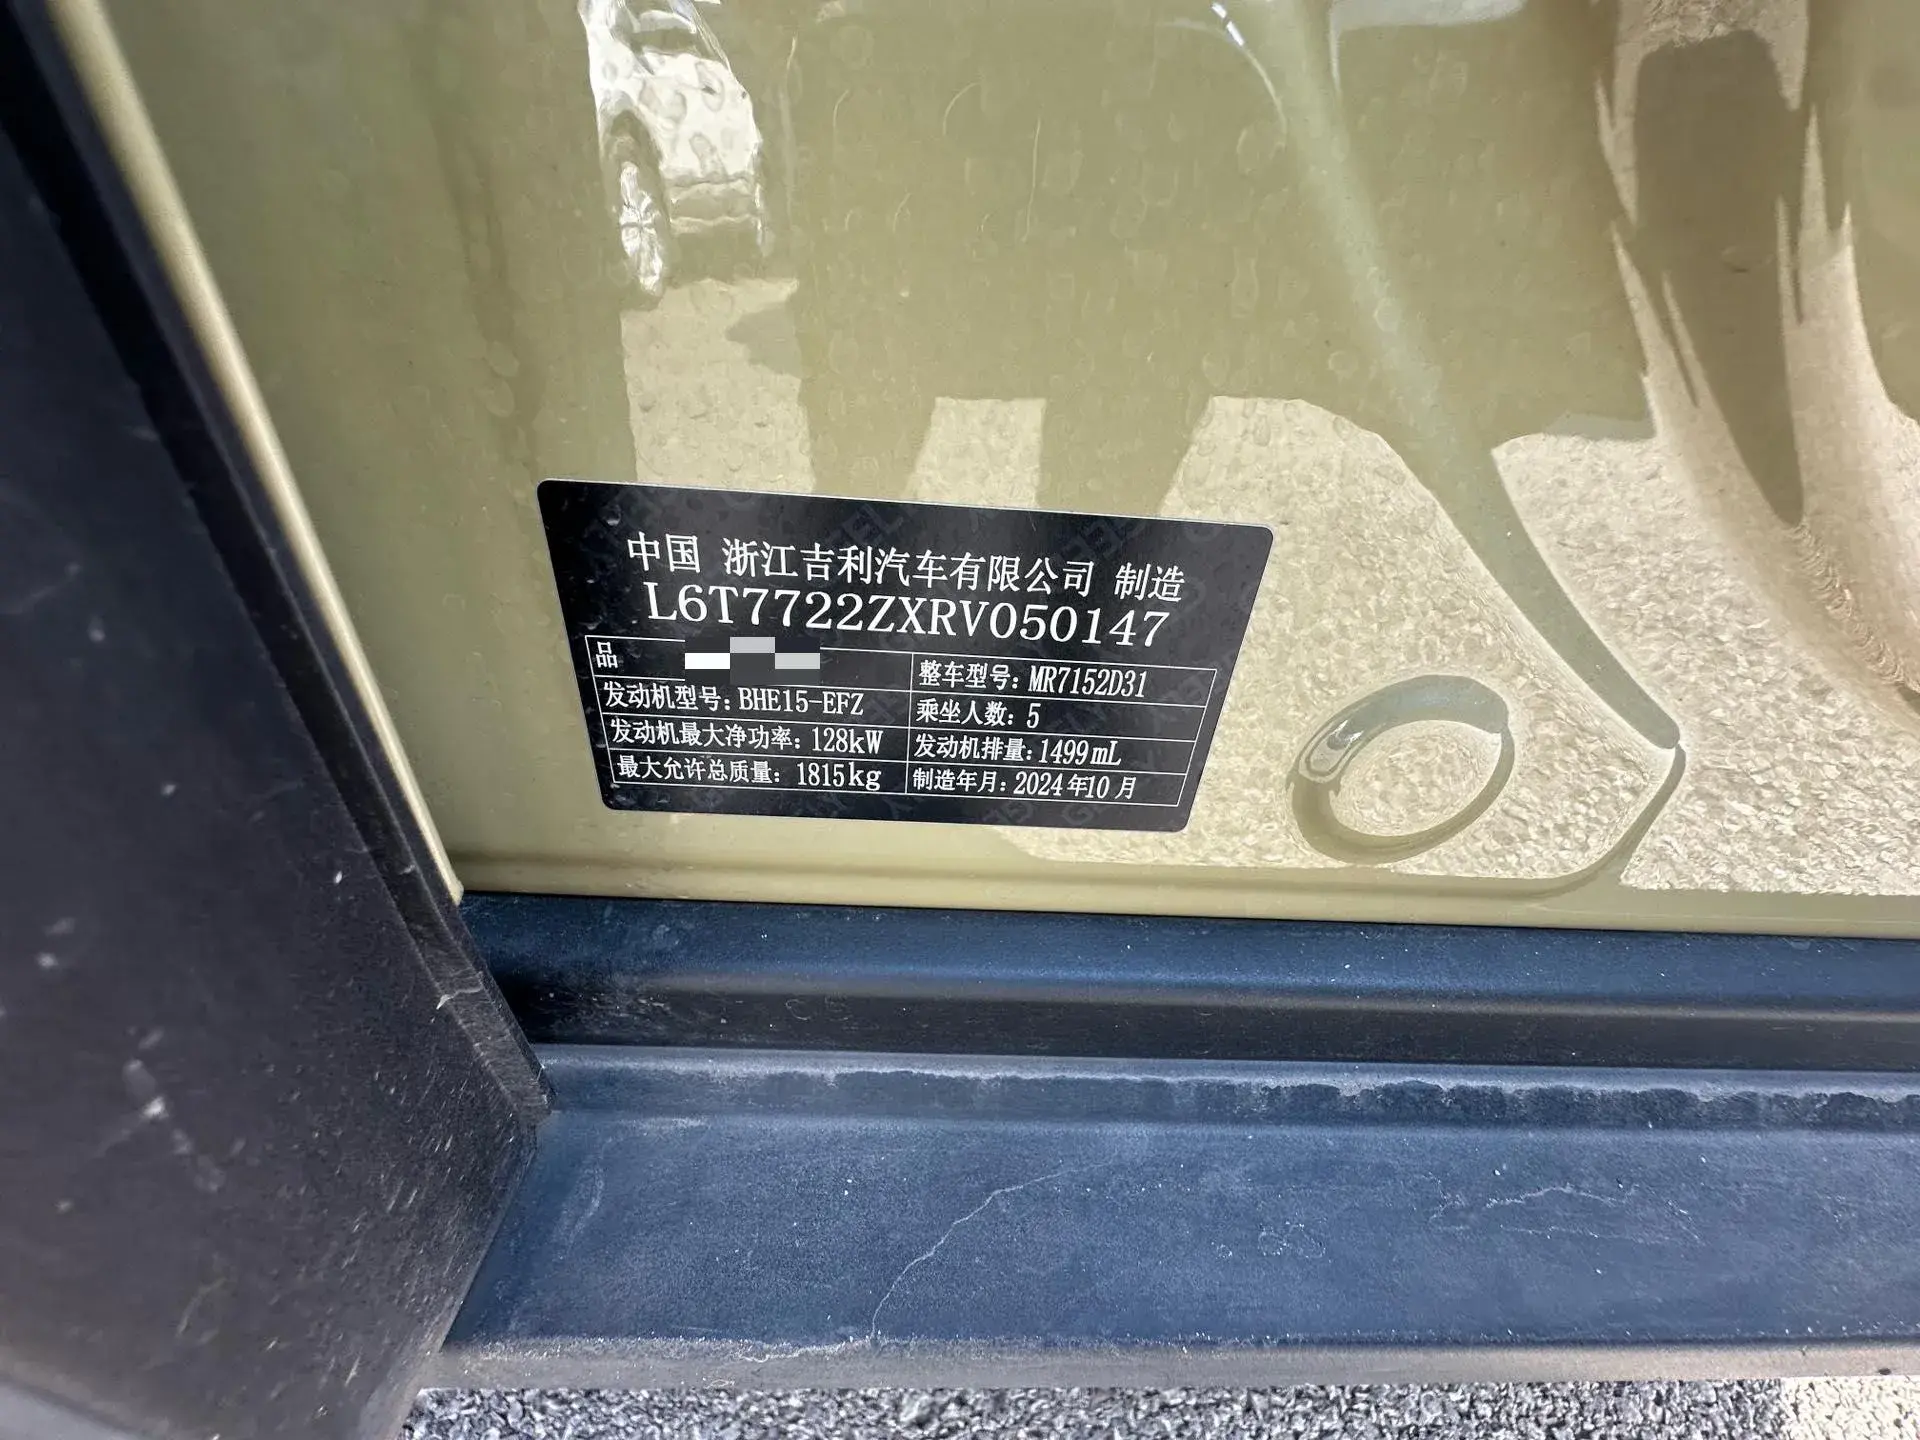 中国 浙江吉利汽车有限公司 制造
L6T7722ZXRV050147
品
整车型号：MR7152D31
发动机型号：BHE15-EFZ
乘坐人数：5
发动机最大净功率：128kW
发动机排量：1499mL
最大允许总质量：1815kg
制造年月：2024年10月